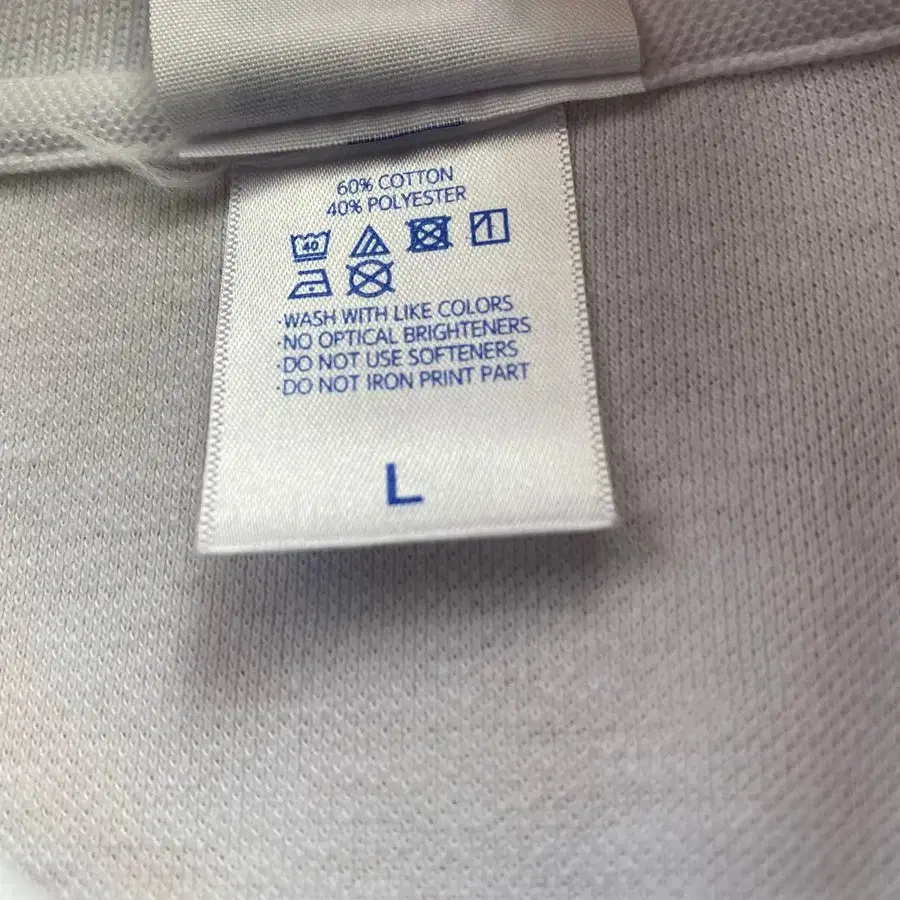 60% COTTON
40% POLYESTER
40
·WASH WITH LIKE COLORS
·NO OPTICAL BRIGHTENERS
·DO NOT USE SOFTENERS
·DO NOT IRON PRINT PART
L